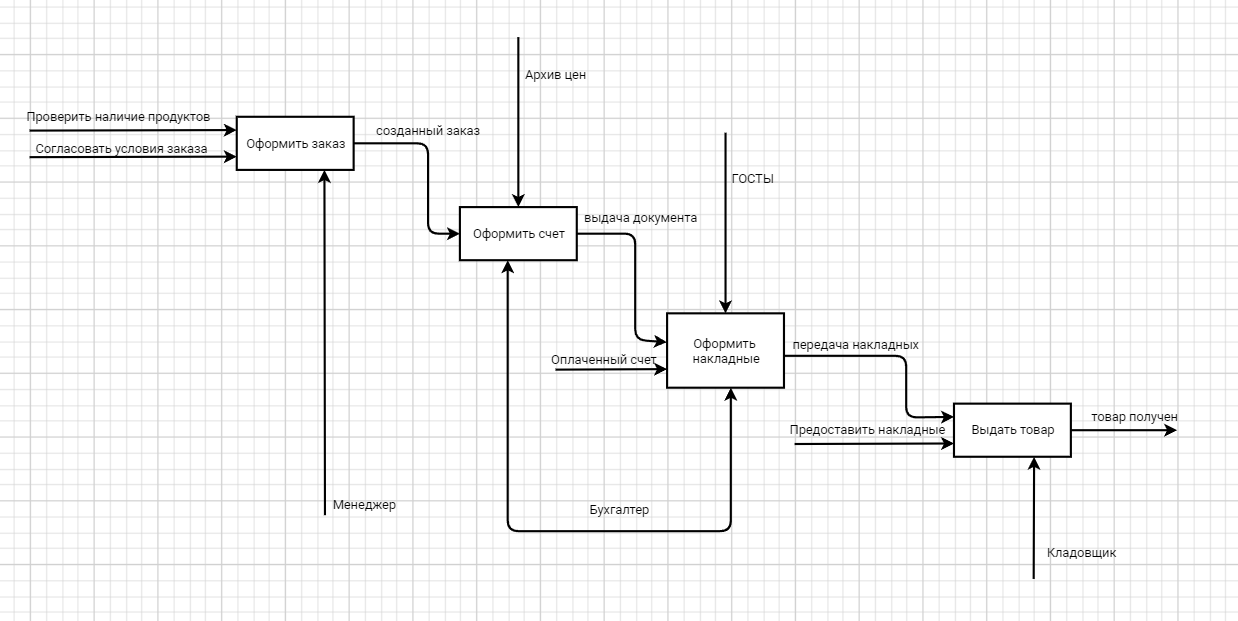 Архив цен
Проверить наличие продуктов
Согласовать условия заказа
Оформить заказ
созданный заказ
ГОСТЫ
Оформить счет
выдача документа
Оплаченный счет
Оформить
накладные
передача накладных
Предоставить накладные
Выдать товар
товар получен
Менеджер
Бухгалтер
Кладовщик